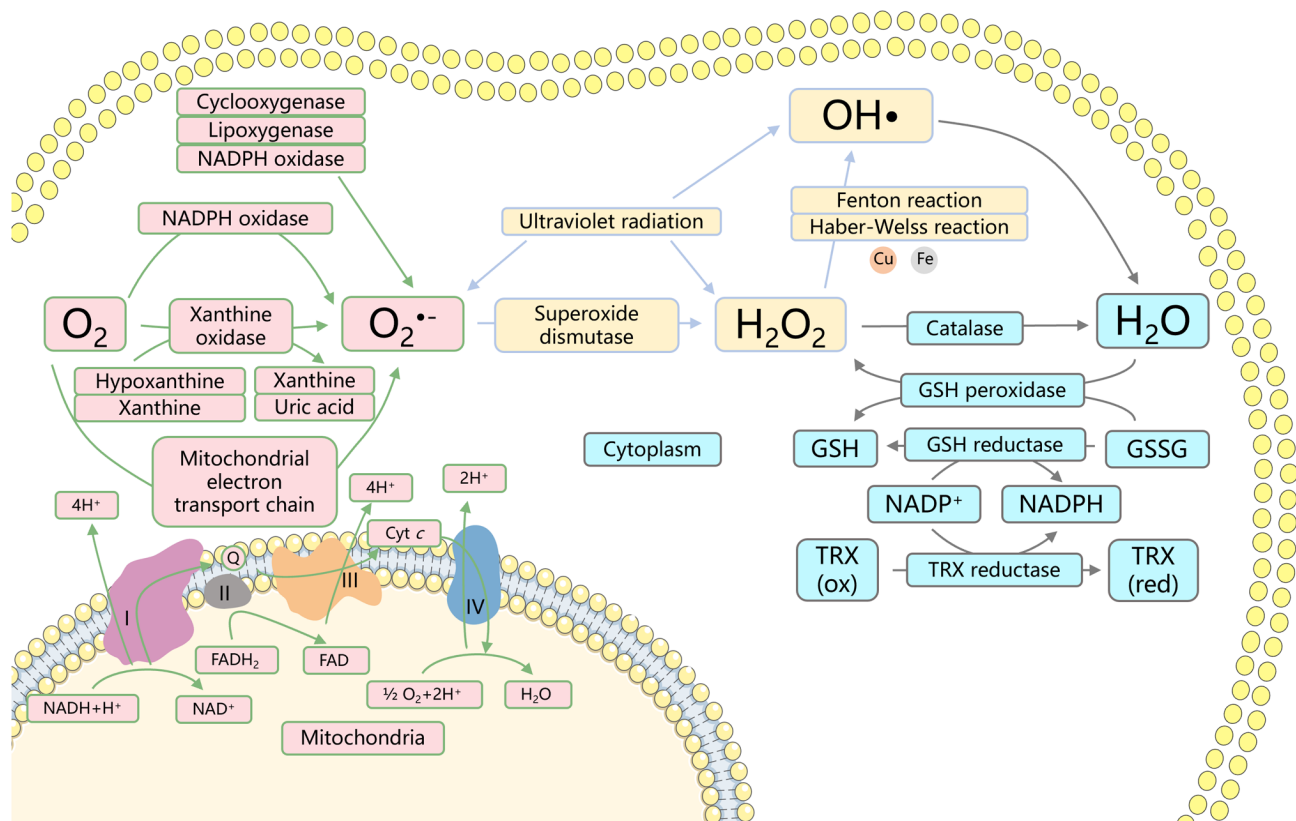 Cyclooxygenase
Lipoxygenase
NADPH oxidase
NADPH oxidase
O₂
Xanthine
oxidase
Hypoxanthine
Xanthine
Xanthine
Uric acid
O₂•-
Mitochondrial
electron
transport chain
Ultraviolet radiation
Superoxide
dismutase
OH•
Fenton reaction
Haber-Welss reaction
Cu
Fe
H₂O₂
Catalase
H₂O
GSH peroxidase
Cytoplasm
GSH
GSH reductase
GSSG
NADP⁺
NADPH
TRX
(ox)
TRX reductase
TRX
(red)
4H⁺
4H⁺
2H⁺
Q
Cyt c
I
II
III
IV
FADH₂
FAD
NADH+H⁺
NAD⁺
½ O₂+2H⁺
H₂O
Mitochondria